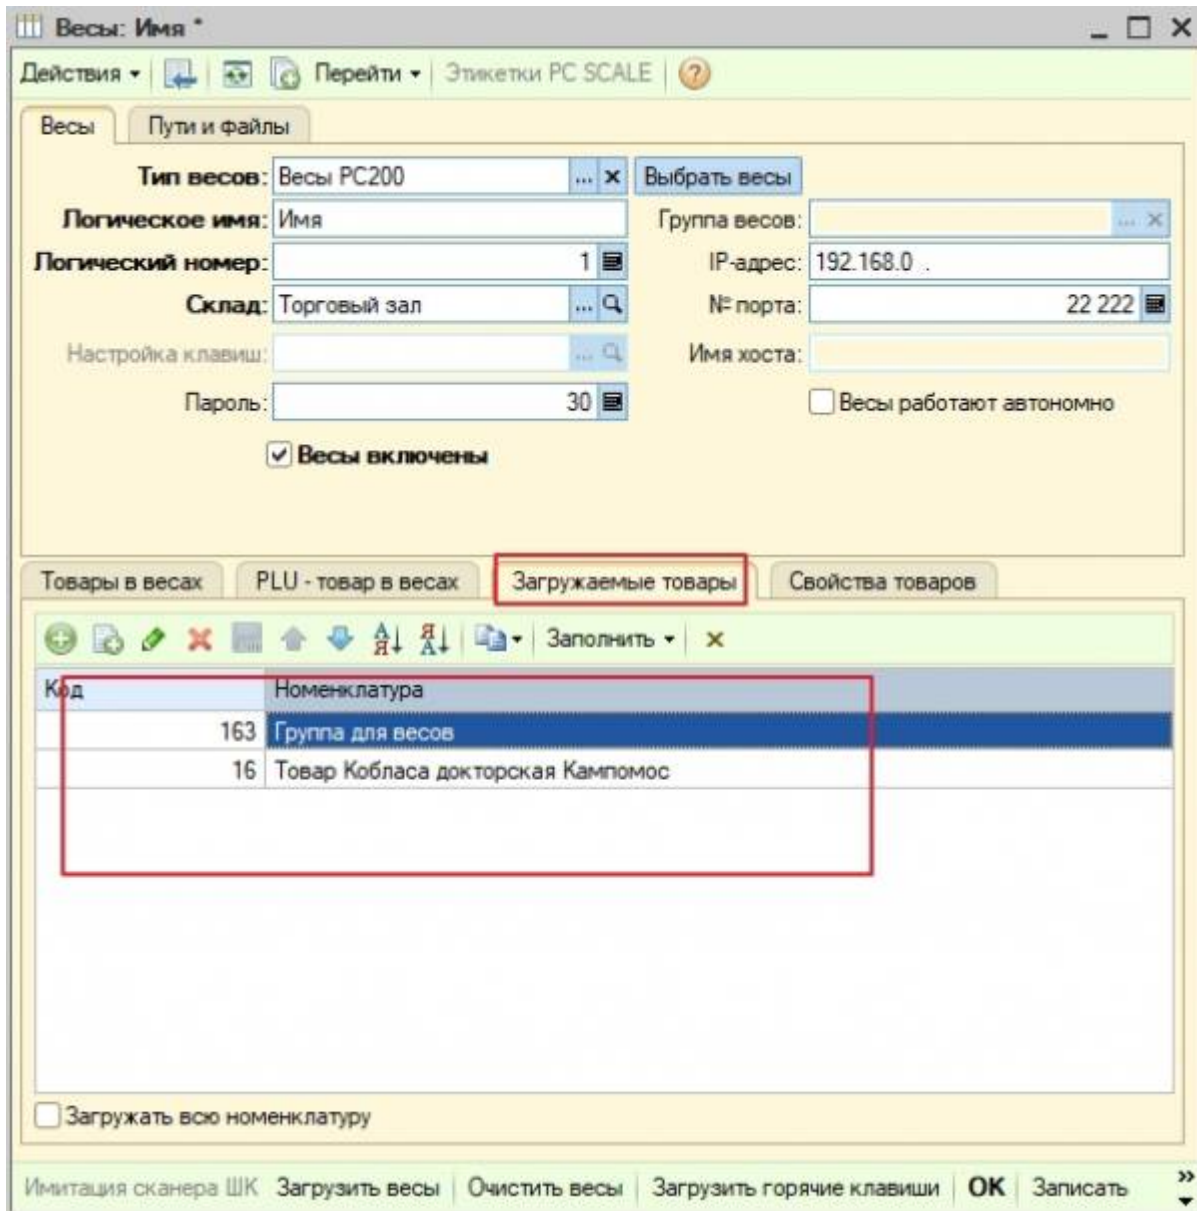 Весы: Имя *
Действия Перейти Этикетки PC SCALE ?
Весы Пути и файлы
Тип весов: Весы PC200 ... Выбрать весы
Логическое имя: Имя Группа весов: ...
Логический номер: 1 IP-адрес: 192.168.0 .
Склад: Торговый зал ... № порта: 22 222
Настройка клавиш: ... Имя хоста:
Пароль: 30 Весы работают автономно
Весы включены
Товары в весах PLU - товар в весах Загружаемые товары Свойства товаров
Заполнить
Код Номенклатура
163 Группа для весов
16 Товар Кобласа докторская Кампомос
Загружать всю номенклатуру
Имитация сканера ШК Загрузить весы Очистить весы Загрузить горячие клавиши OK Записать »